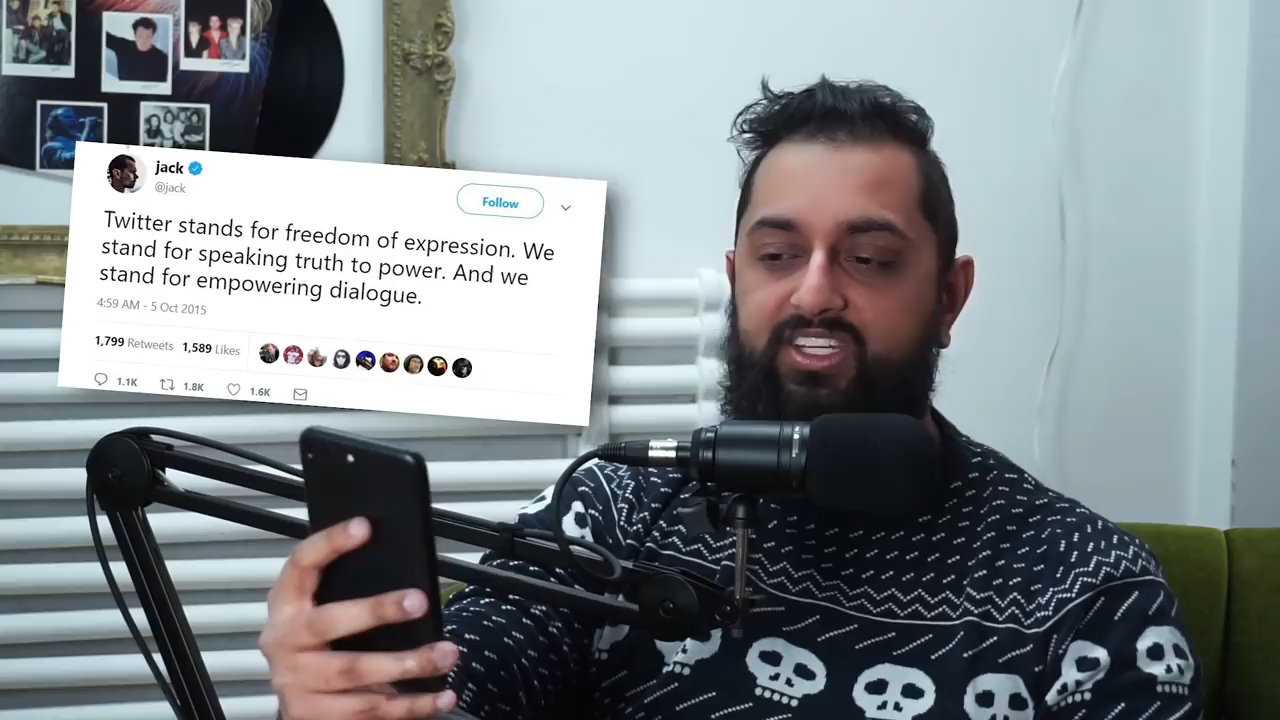 jack
@jack
Follow
Twitter stands for freedom of expression. We
stand for speaking truth to power. And we
stand for empowering dialogue.
4:59 AM - 5 Oct 2015
1,799 Retweets 1,589 Likes
1.1K 1.8K 1.6K